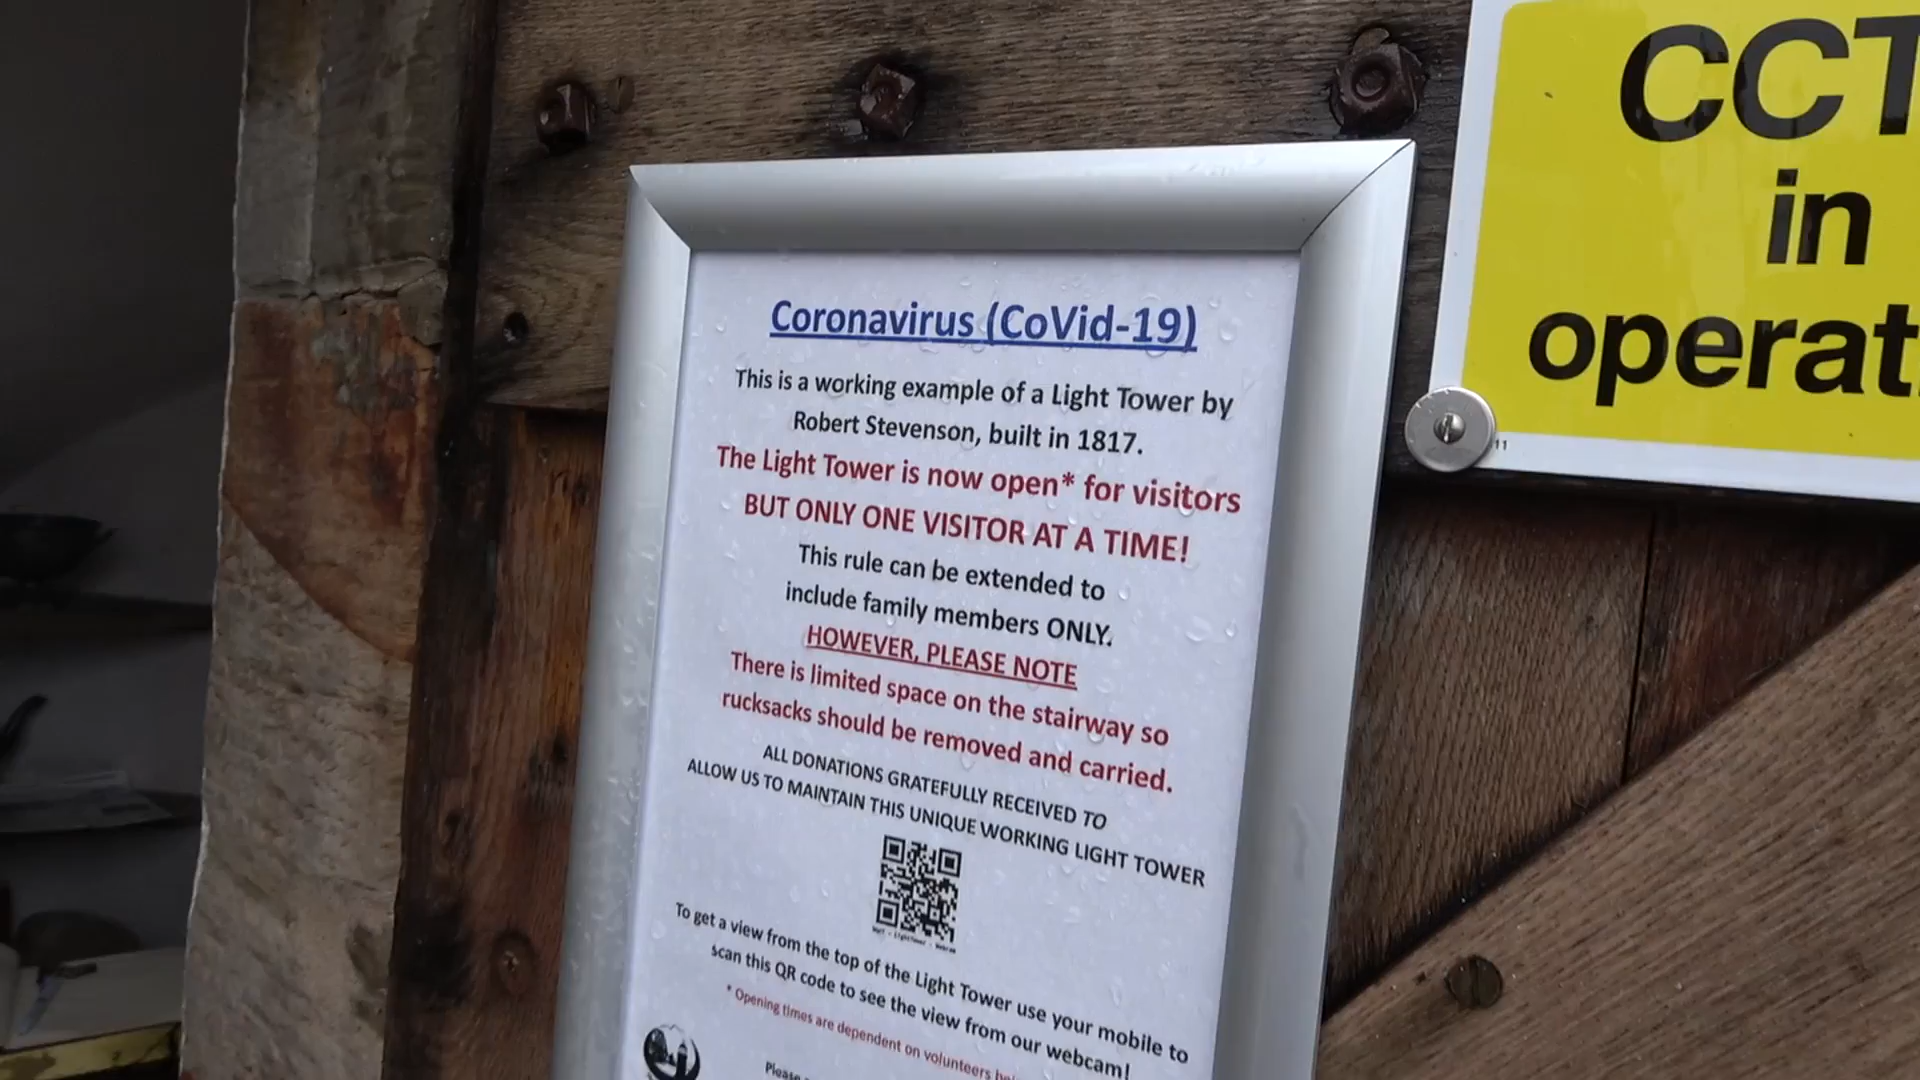 Coronavirus (CoVid-19)
This is a working example of a Light Tower by
Robert Stevenson, built in 1817.
The Light Tower is now open* for visitors
BUT ONLY ONE VISITOR AT A TIME!
This rule can be extended to
include family members ONLY.
HOWEVER, PLEASE NOTE
There is limited space on the stairway so
rucksacks should be removed and carried.
ALL DONATIONS GRATEFULLY RECEIVED TO
ALLOW US TO MAINTAIN THIS UNIQUE WORKING LIGHT TOWER
To get a view from the top of the Light Tower use your mobile to
scan this QR code to see the view from our webcam!
* Opening times are dependent on volunteers
Please
CCT
in
operat
11